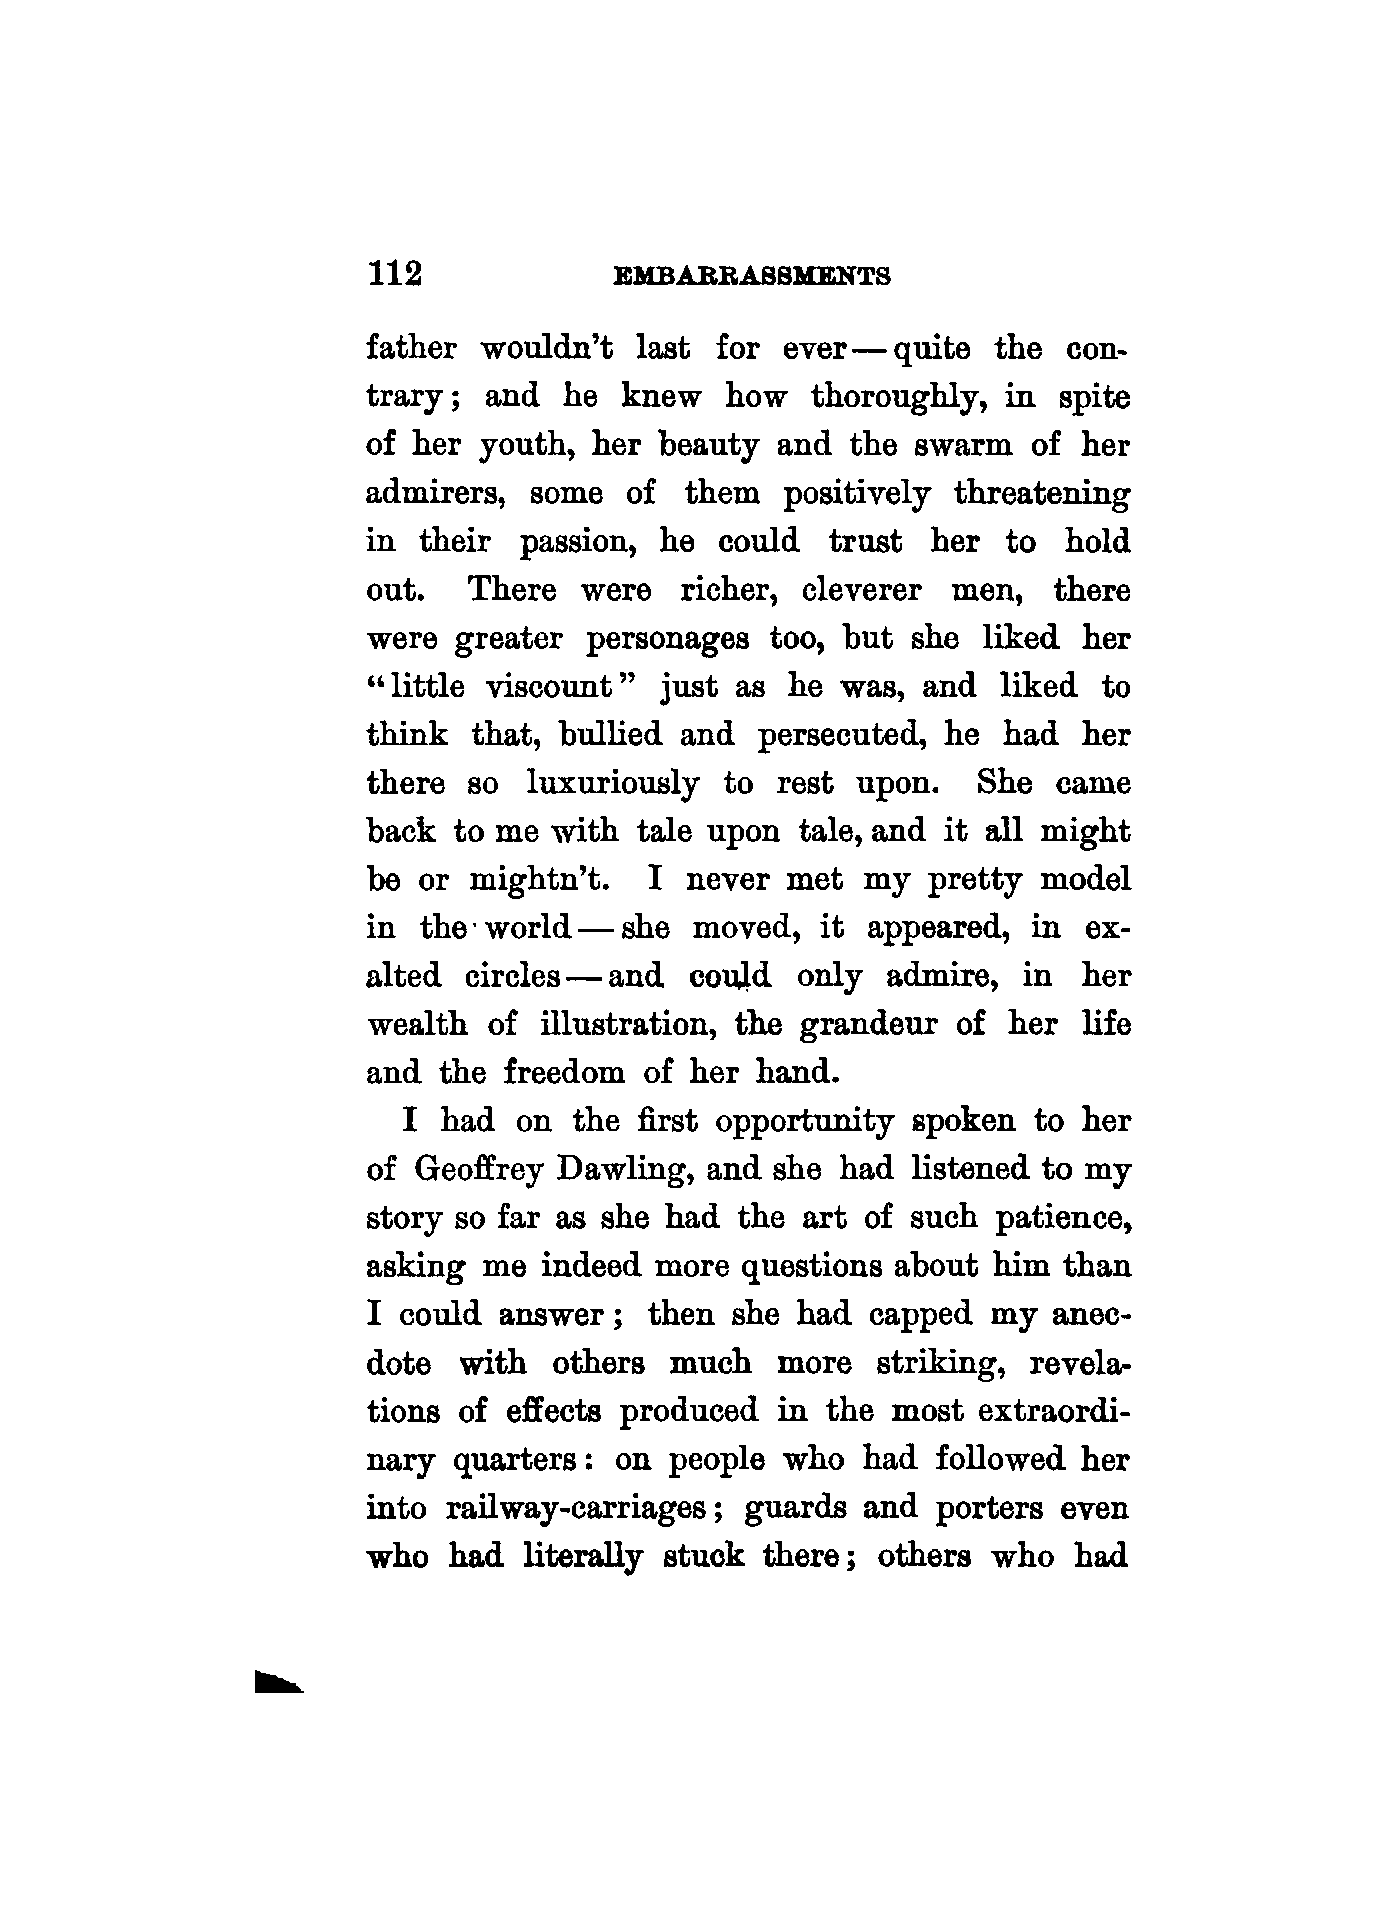 112 EMBARRASSMENTS
father wouldn't last for ever—quite the con-
trary; and he knew how thoroughly, in spite
of her youth, her beauty and the swarm of her
admirers, some of them positively threatening
in their passion, he could trust her to hold
out. There were richer, cleverer men, there
were greater personages too, but she liked her
"little viscount" just as he was, and liked to
think that, bullied and persecuted, he had her
there so luxuriously to rest upon. She came
back to me with tale upon tale, and it all might
be or mightn't. I never met my pretty model
in the world—she moved, it appeared, in ex-
alted circles—and could only admire, in her
wealth of illustration, the grandeur of her life
and the freedom of her hand.
I had on the first opportunity spoken to her
of Geoffrey Dawling, and she had listened to my
story so far as she had the art of such patience,
asking me indeed more questions about him than
I could answer; then she had capped my anec-
dote with others much more striking, revela-
tions of effects produced in the most extraordi-
nary quarters: on people who had followed her
into railway-carriages; guards and porters even
who had literally stuck there; others who had